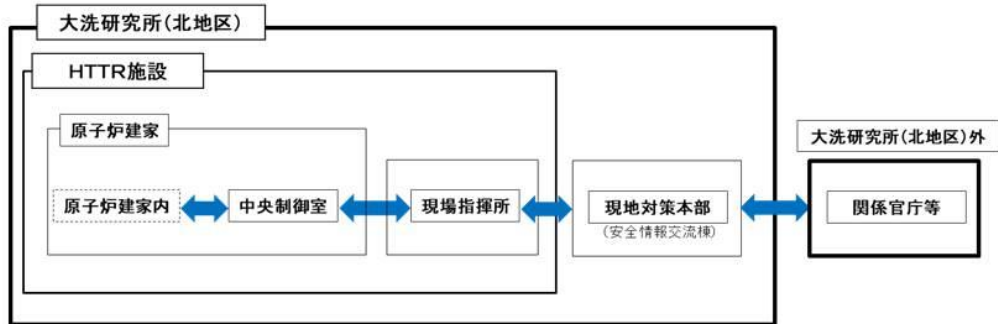 大洗研究所(北地区)
HTTR施設
原子炉建家
大洗研究所(北地区)外
原子炉建家内
中央制御室
現場指揮所
現地対策本部
(安全情報交流棟)
関係官庁等